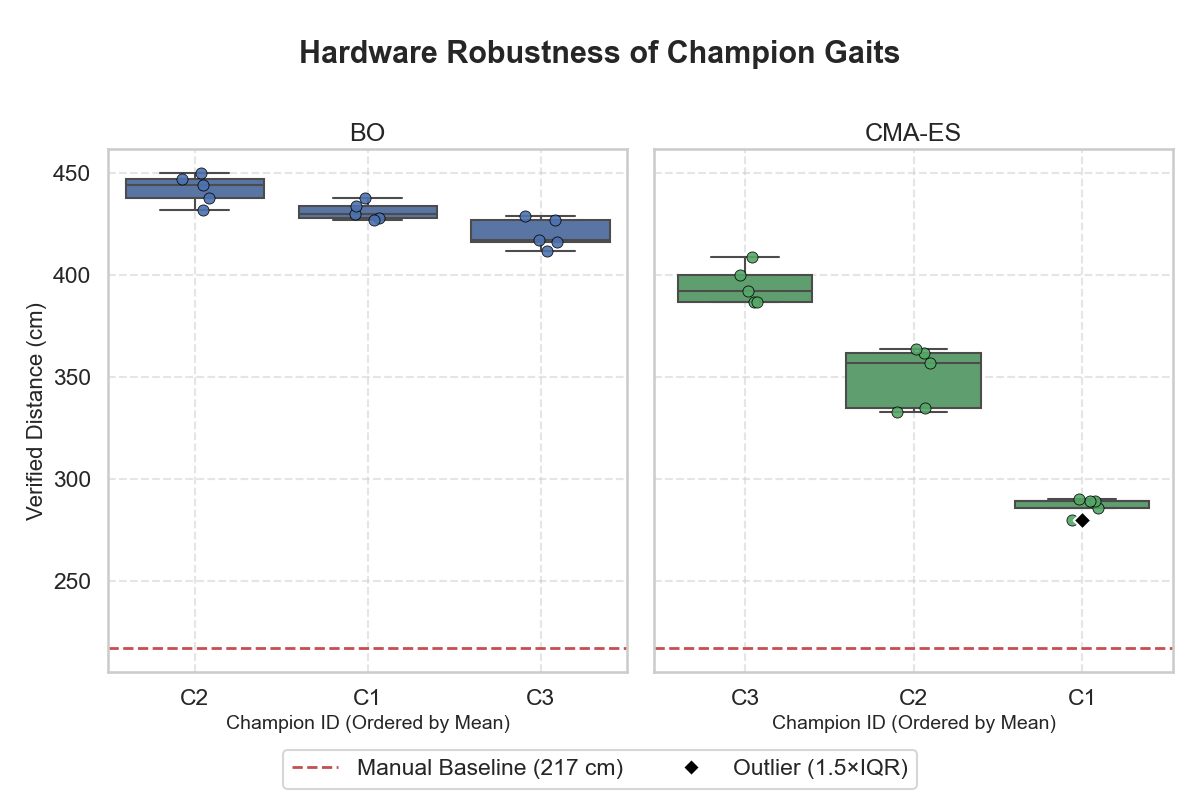 Hardware Robustness of Champion Gaits
BO
CMA-ES
Verified Distance (cm)
450
400
350
300
250
C2
C1
C3
C3
C2
C1
Champion ID (Ordered by Mean)
Champion ID (Ordered by Mean)
Manual Baseline (217 cm)
Outlier (1.5×IQR)